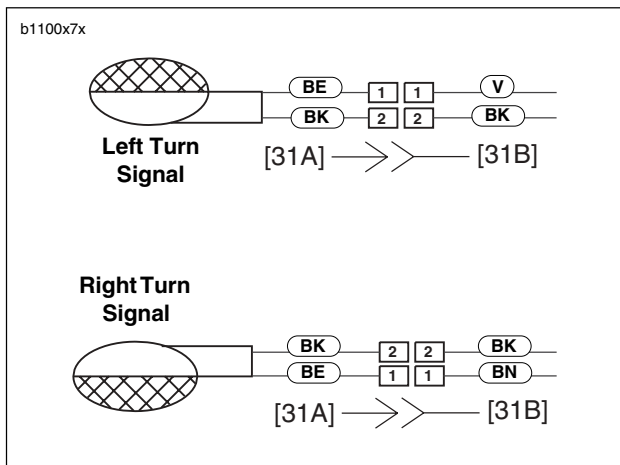 b1100x7x
BE 1 1 V
BK 2 2 BK
Left Turn
Signal
[31A] [31B]
Right Turn
Signal
BK 2 2 BK
BE 1 1 BN
[31A] [31B]